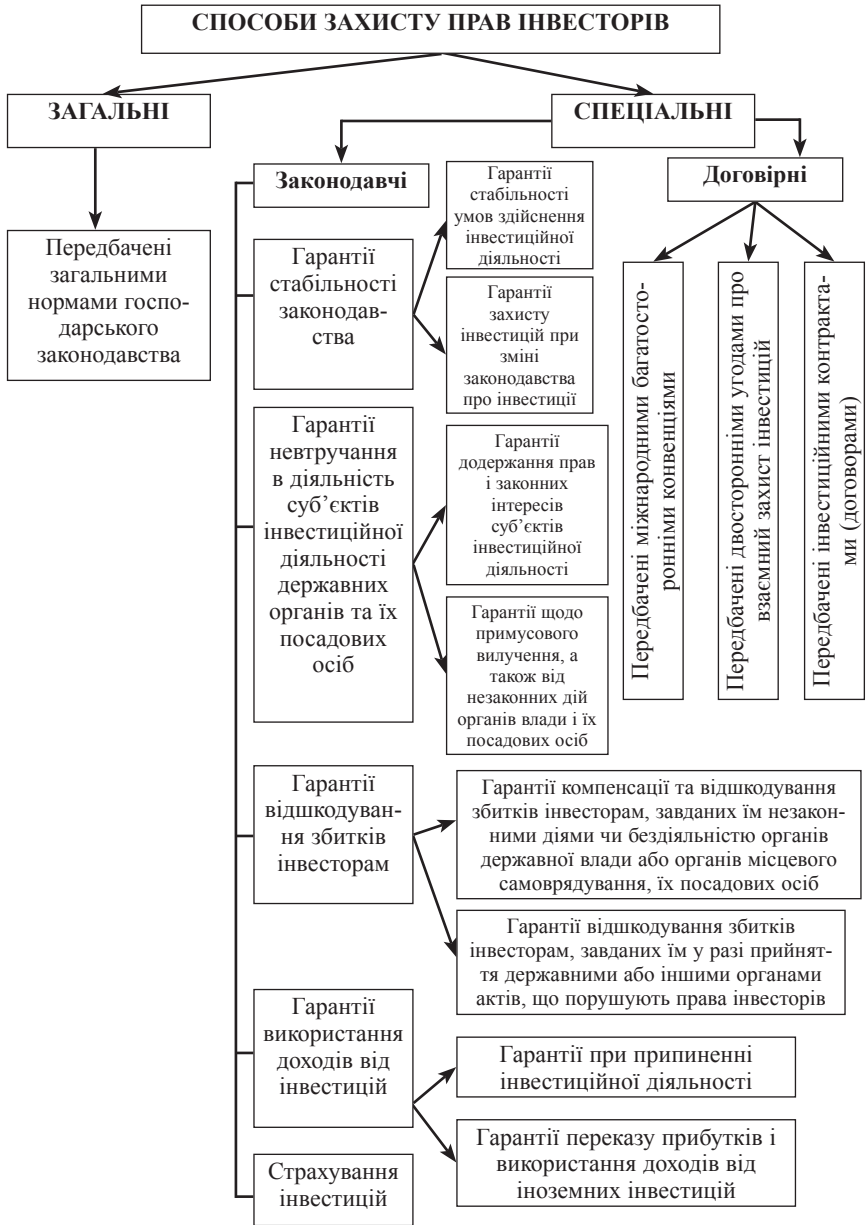 СПОСОБИ ЗАХИСТУ ПРАВ ІНВЕСТОРІВ
ЗАГАЛЬНІ
СПЕЦІАЛЬНІ
Передбачені
загальними
нормами госпо-
дарського
законодавства
Законодавчі
Договірні
Гарантії
стабільності
законодав-
ства
Гарантії
стабільності
умов здійснення
інвестиційної
діяльності
Гарантії
захисту
інвестицій при
зміні
законодавства
про інвестиції
Гарантії
невтручання
в діяльність
суб’єктів
інвестиційної
діяльності
державних
органів та їх
посадових
осіб
Гарантії
додержання прав
і законних
інтересів
суб’єктів
інвестиційної
діяльності
Гарантії щодо
примусового
вилучення, а
також від
незаконних дій
органів влади і їх
посадових осіб
Передбачені міжнародними багатосто-
ронніми конвенціями
Передбачені двосторонніми угодами про
взаємний захист інвестицій
Передбачені інвестиційними контракта-
ми (договорами)
Гарантії
відшкодуван-
ня збитків
інвесторам
Гарантії компенсації та відшкодування
збитків інвесторам, завданих їм незакон-
ними діями чи бездіяльністю органів
державної влади або органів місцевого
самоврядування, їх посадових осіб
Гарантії відшкодування збитків
інвесторам, завданих їм у разі прийнят-
тя державними або іншими органами
актів, що порушують права інвесторів
Гарантії
використання
доходів від
інвестицій
Гарантії при припиненні
інвестиційної діяльності
Гарантії переказу прибутків і
використання доходів від
іноземних інвестицій
Страхування
інвестицій